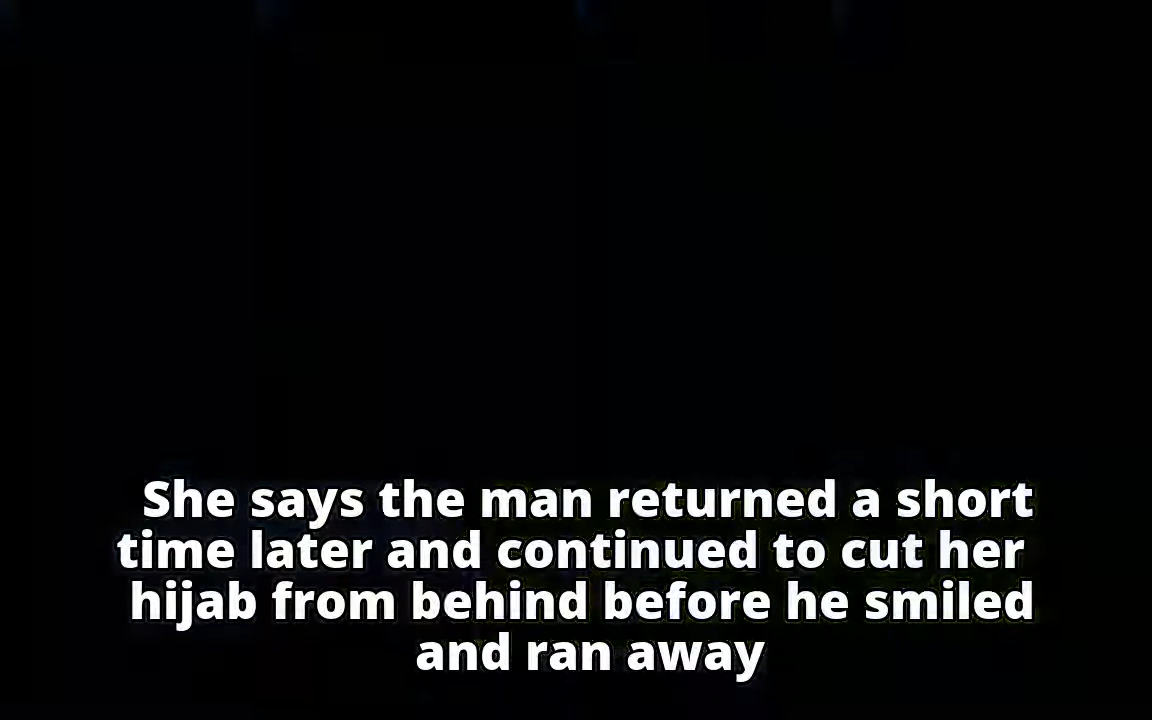 She says the man returned a short
time later and continued to cut her
hijab from behind before he smiled
and ran away